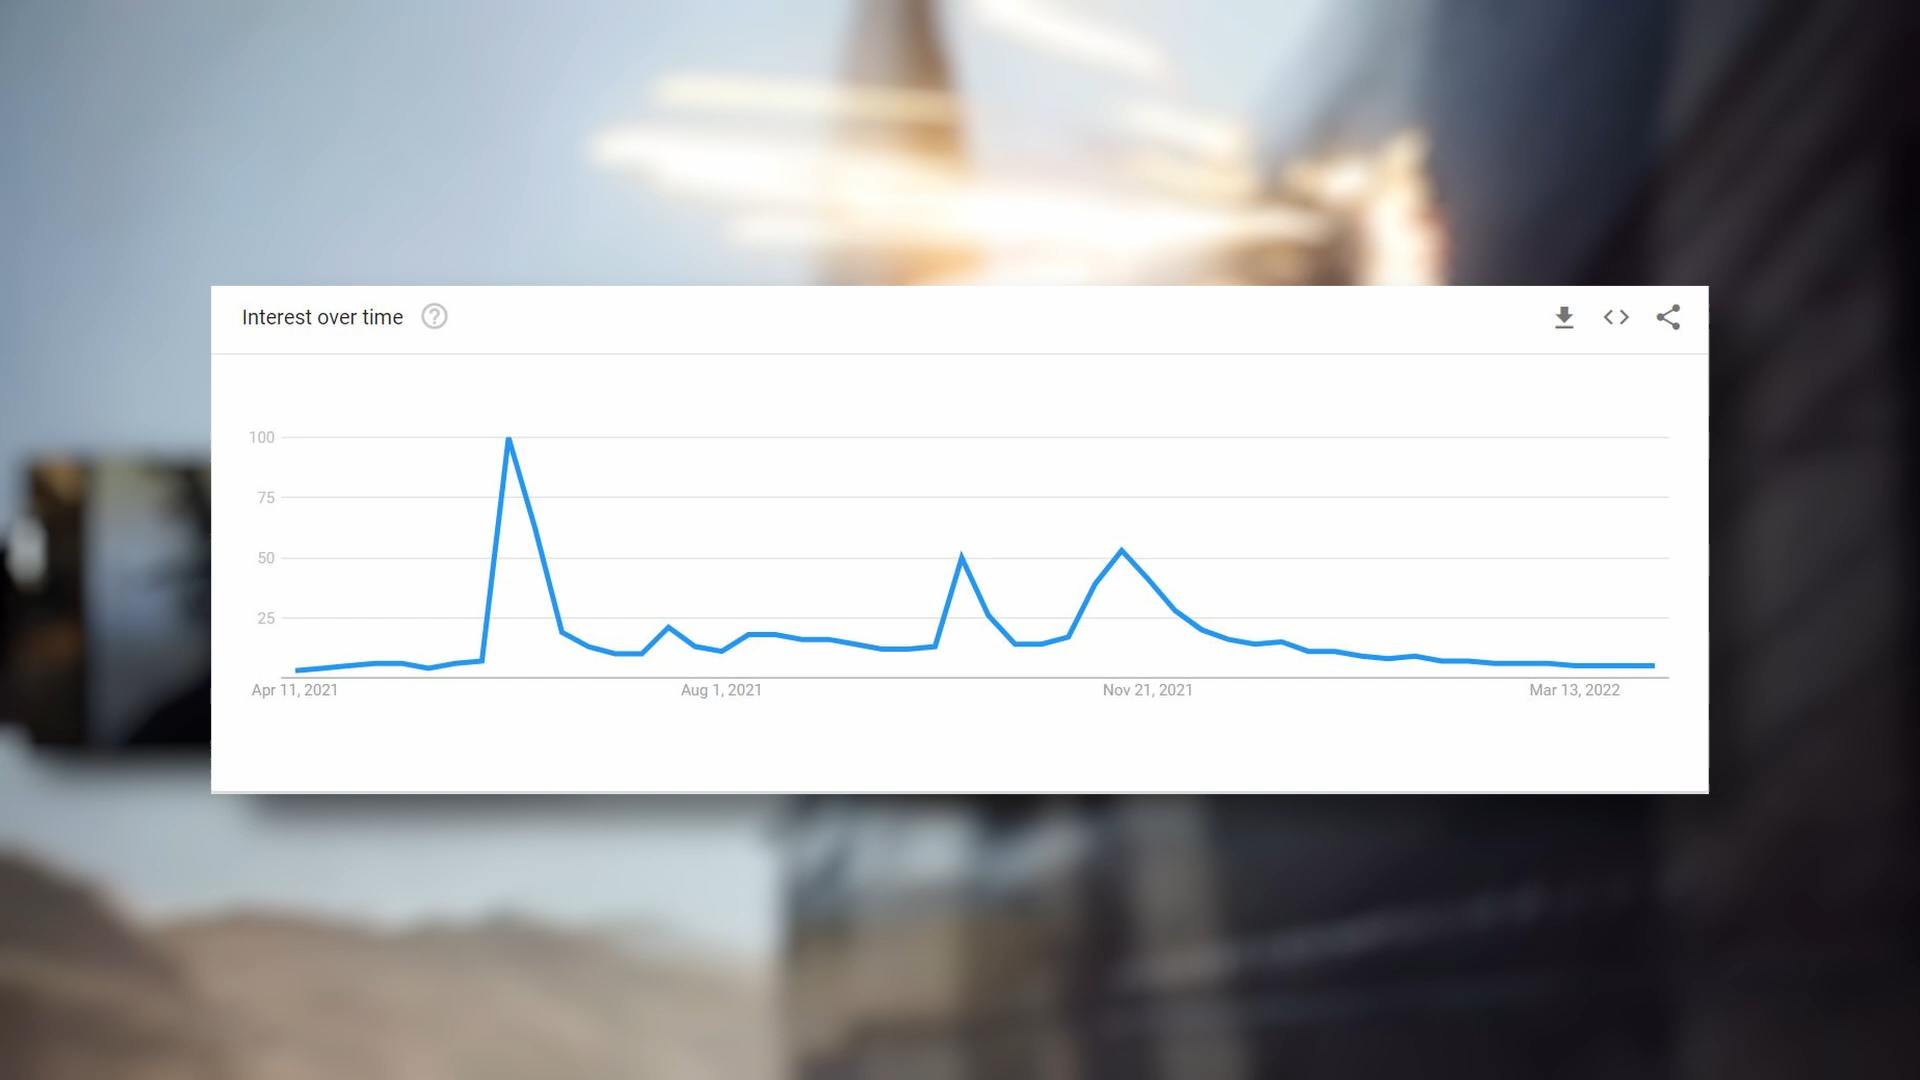 Interest over time
100
75
50
25
Apr 11, 2021
Aug 1, 2021
Nov 21, 2021
Mar 13, 2022